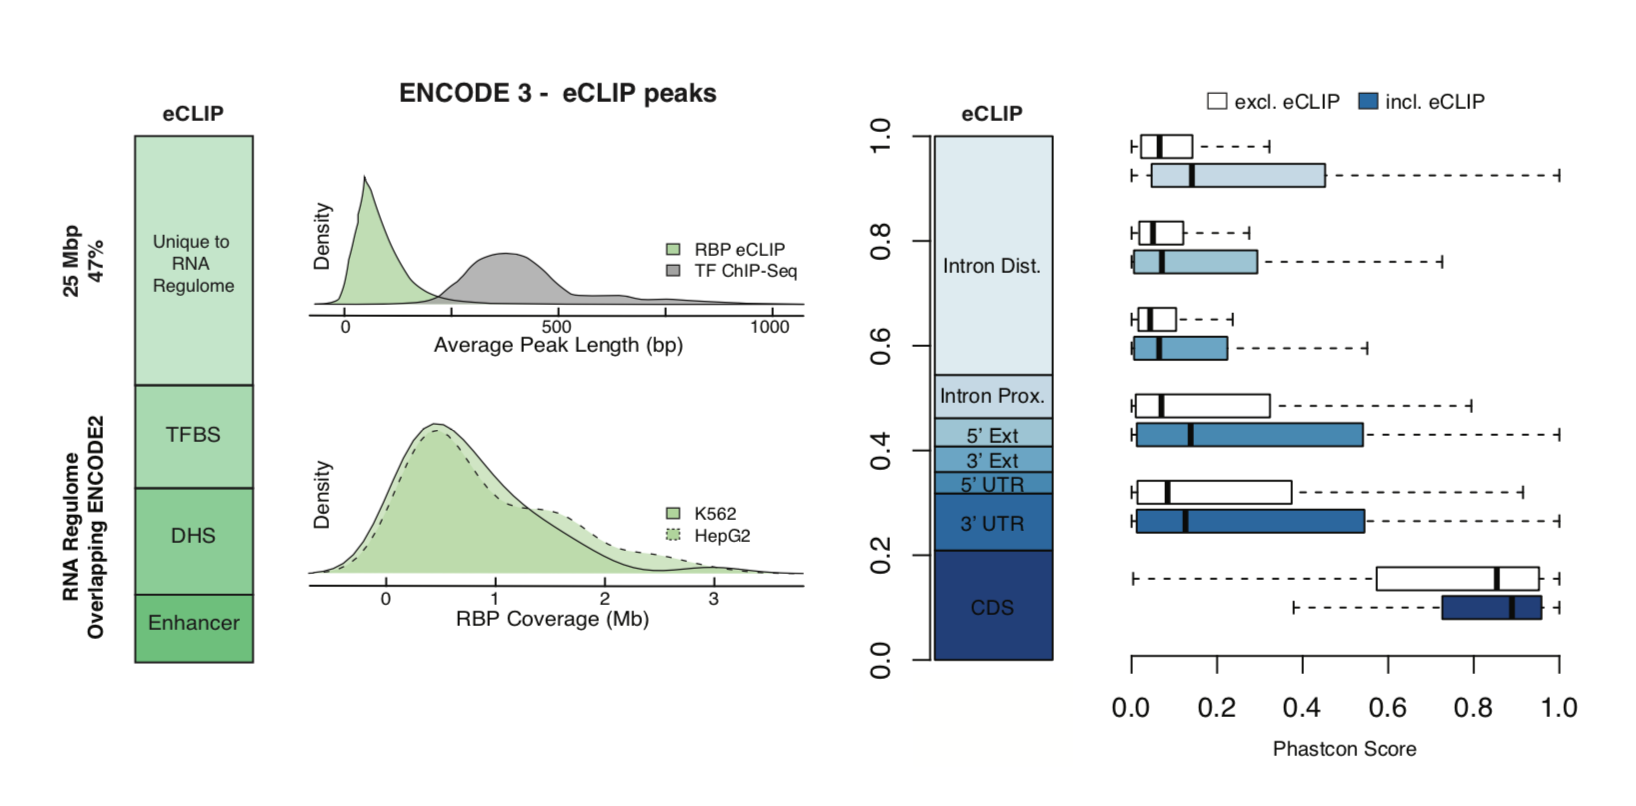 ENCODE 3 - eCLIP peaks
eCLIP
25 Mbp
47%
Unique to
RNA
Regulome
RNA Regulome
Overlapping ENCODE2
TFBS
DHS
Enhancer
Density
RBP eCLIP
TF ChIP-Seq
0 500 1000
Average Peak Length (bp)
Density
K562
HepG2
0 1 2 3
RBP Coverage (Mb)
eCLIP
1.0
0.8
0.6
0.4
0.2
0.0
Intron Dist.
Intron Prox.
5’ Ext
3’ Ext
5’ UTR
3’ UTR
CDS
excl. eCLIP incl. eCLIP
0.0 0.2 0.4 0.6 0.8 1.0
Phastcon Score